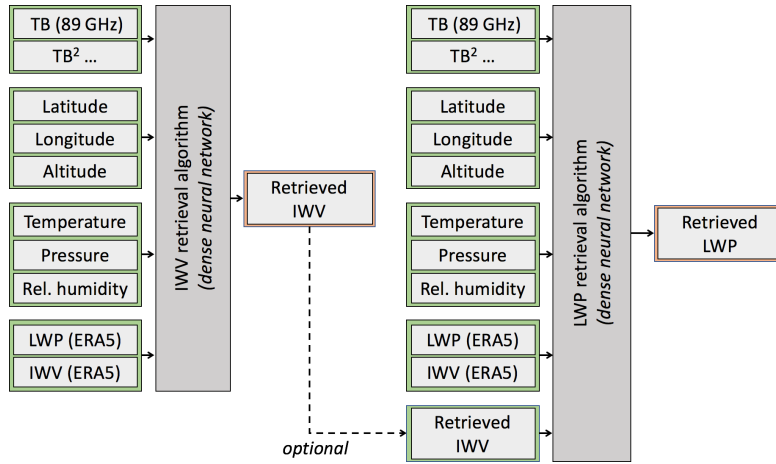 TB (89 GHz)
TB² ...
Latitude
Longitude
Altitude
Temperature
Pressure
Rel. humidity
LWP (ERA5)
IWV (ERA5)
IWV retrieval algorithm
(dense neural network)
Retrieved
IWV
optional
TB (89 GHz)
TB² ...
Latitude
Longitude
Altitude
Temperature
Pressure
Rel. humidity
LWP (ERA5)
IWV (ERA5)
Retrieved
IWV
LWP retrieval algorithm
(dense neural network)
Retrieved
LWP